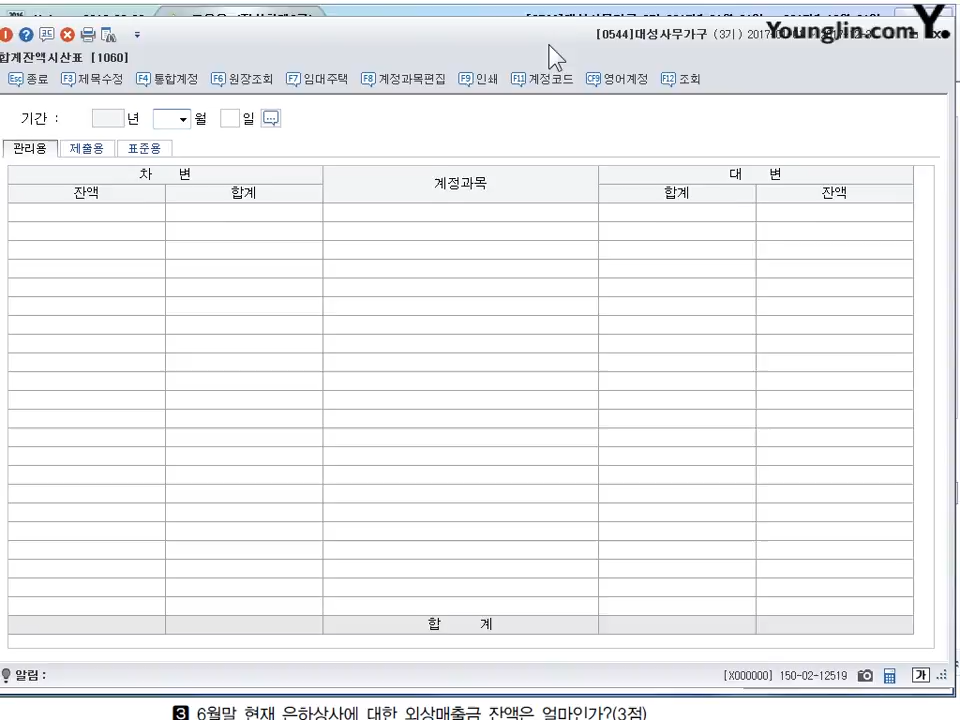 [0544]대성사무가구 (37기) 2017
Younglin.com Y.
합계잔액시산표 [1060]
Esc 종료 F3 제목수정 F4 통합계정 F6 원장조회 F7 임대주택 F8 계정과목편집 F9 인쇄 F11 계정코드 CF9 영어계정 F12 조회
기간 : 년 월 일
관리용 제출용 표준용
차 변 계정과목 대 변
잔액 합계 합계 잔액
합 계
알림 : [X000000] 150-02-12519 가
3 6월말 현재 은하상사에 대한 외상매출금 잔액은 얼마인가?(3점)